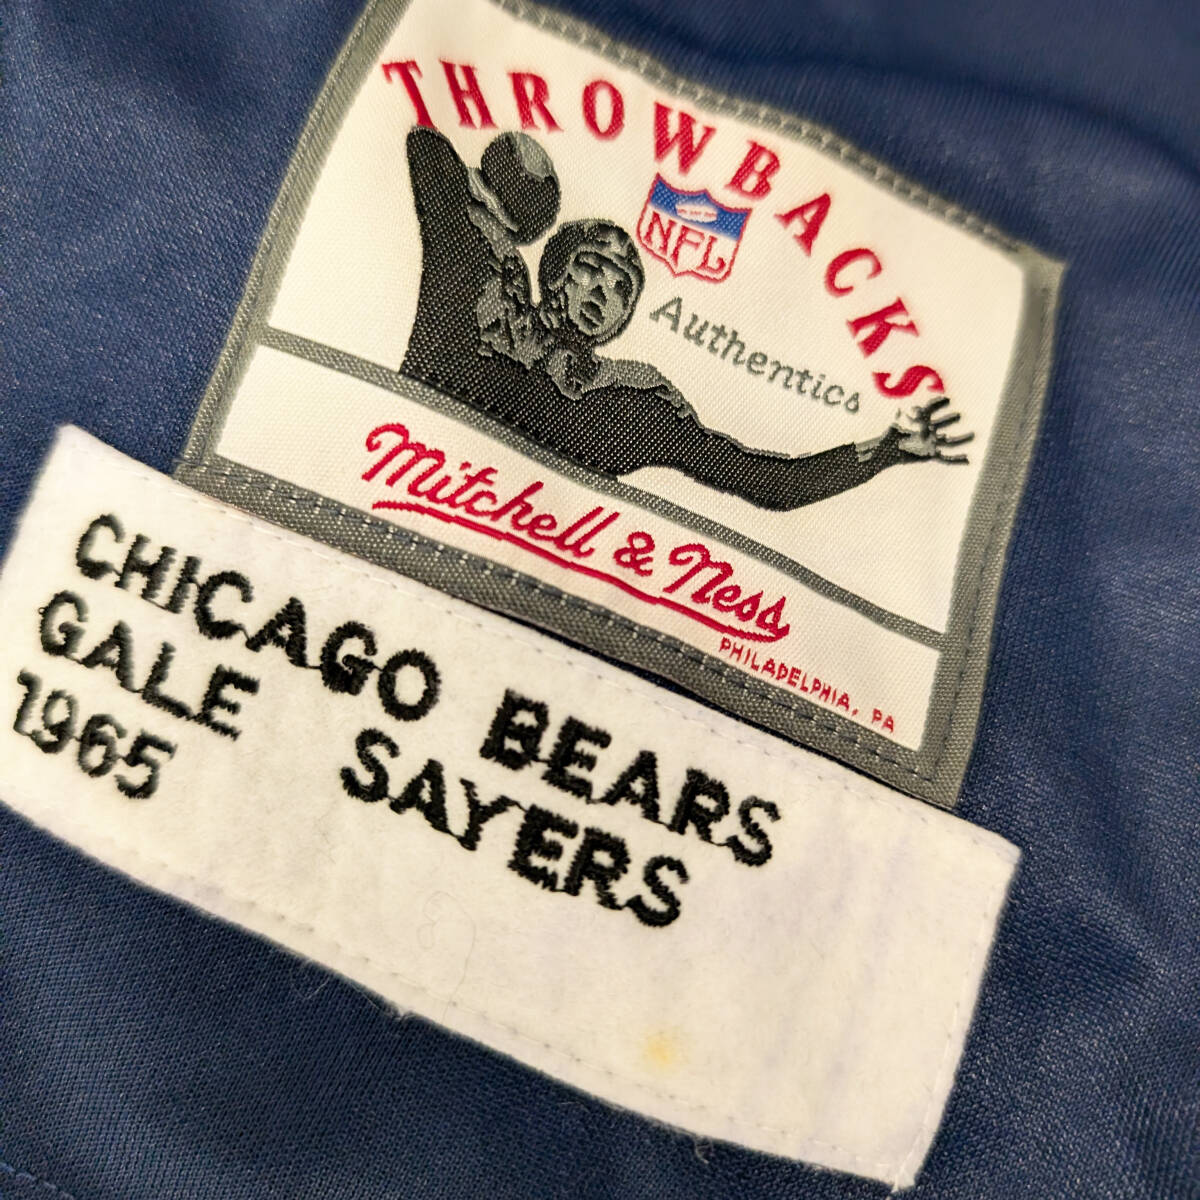 THROWBACKS
NFL
Authentics
Mitchell & Ness
PHILADELPHIA, PA
CHICAGO BEARS
GALE SAYERS
1965